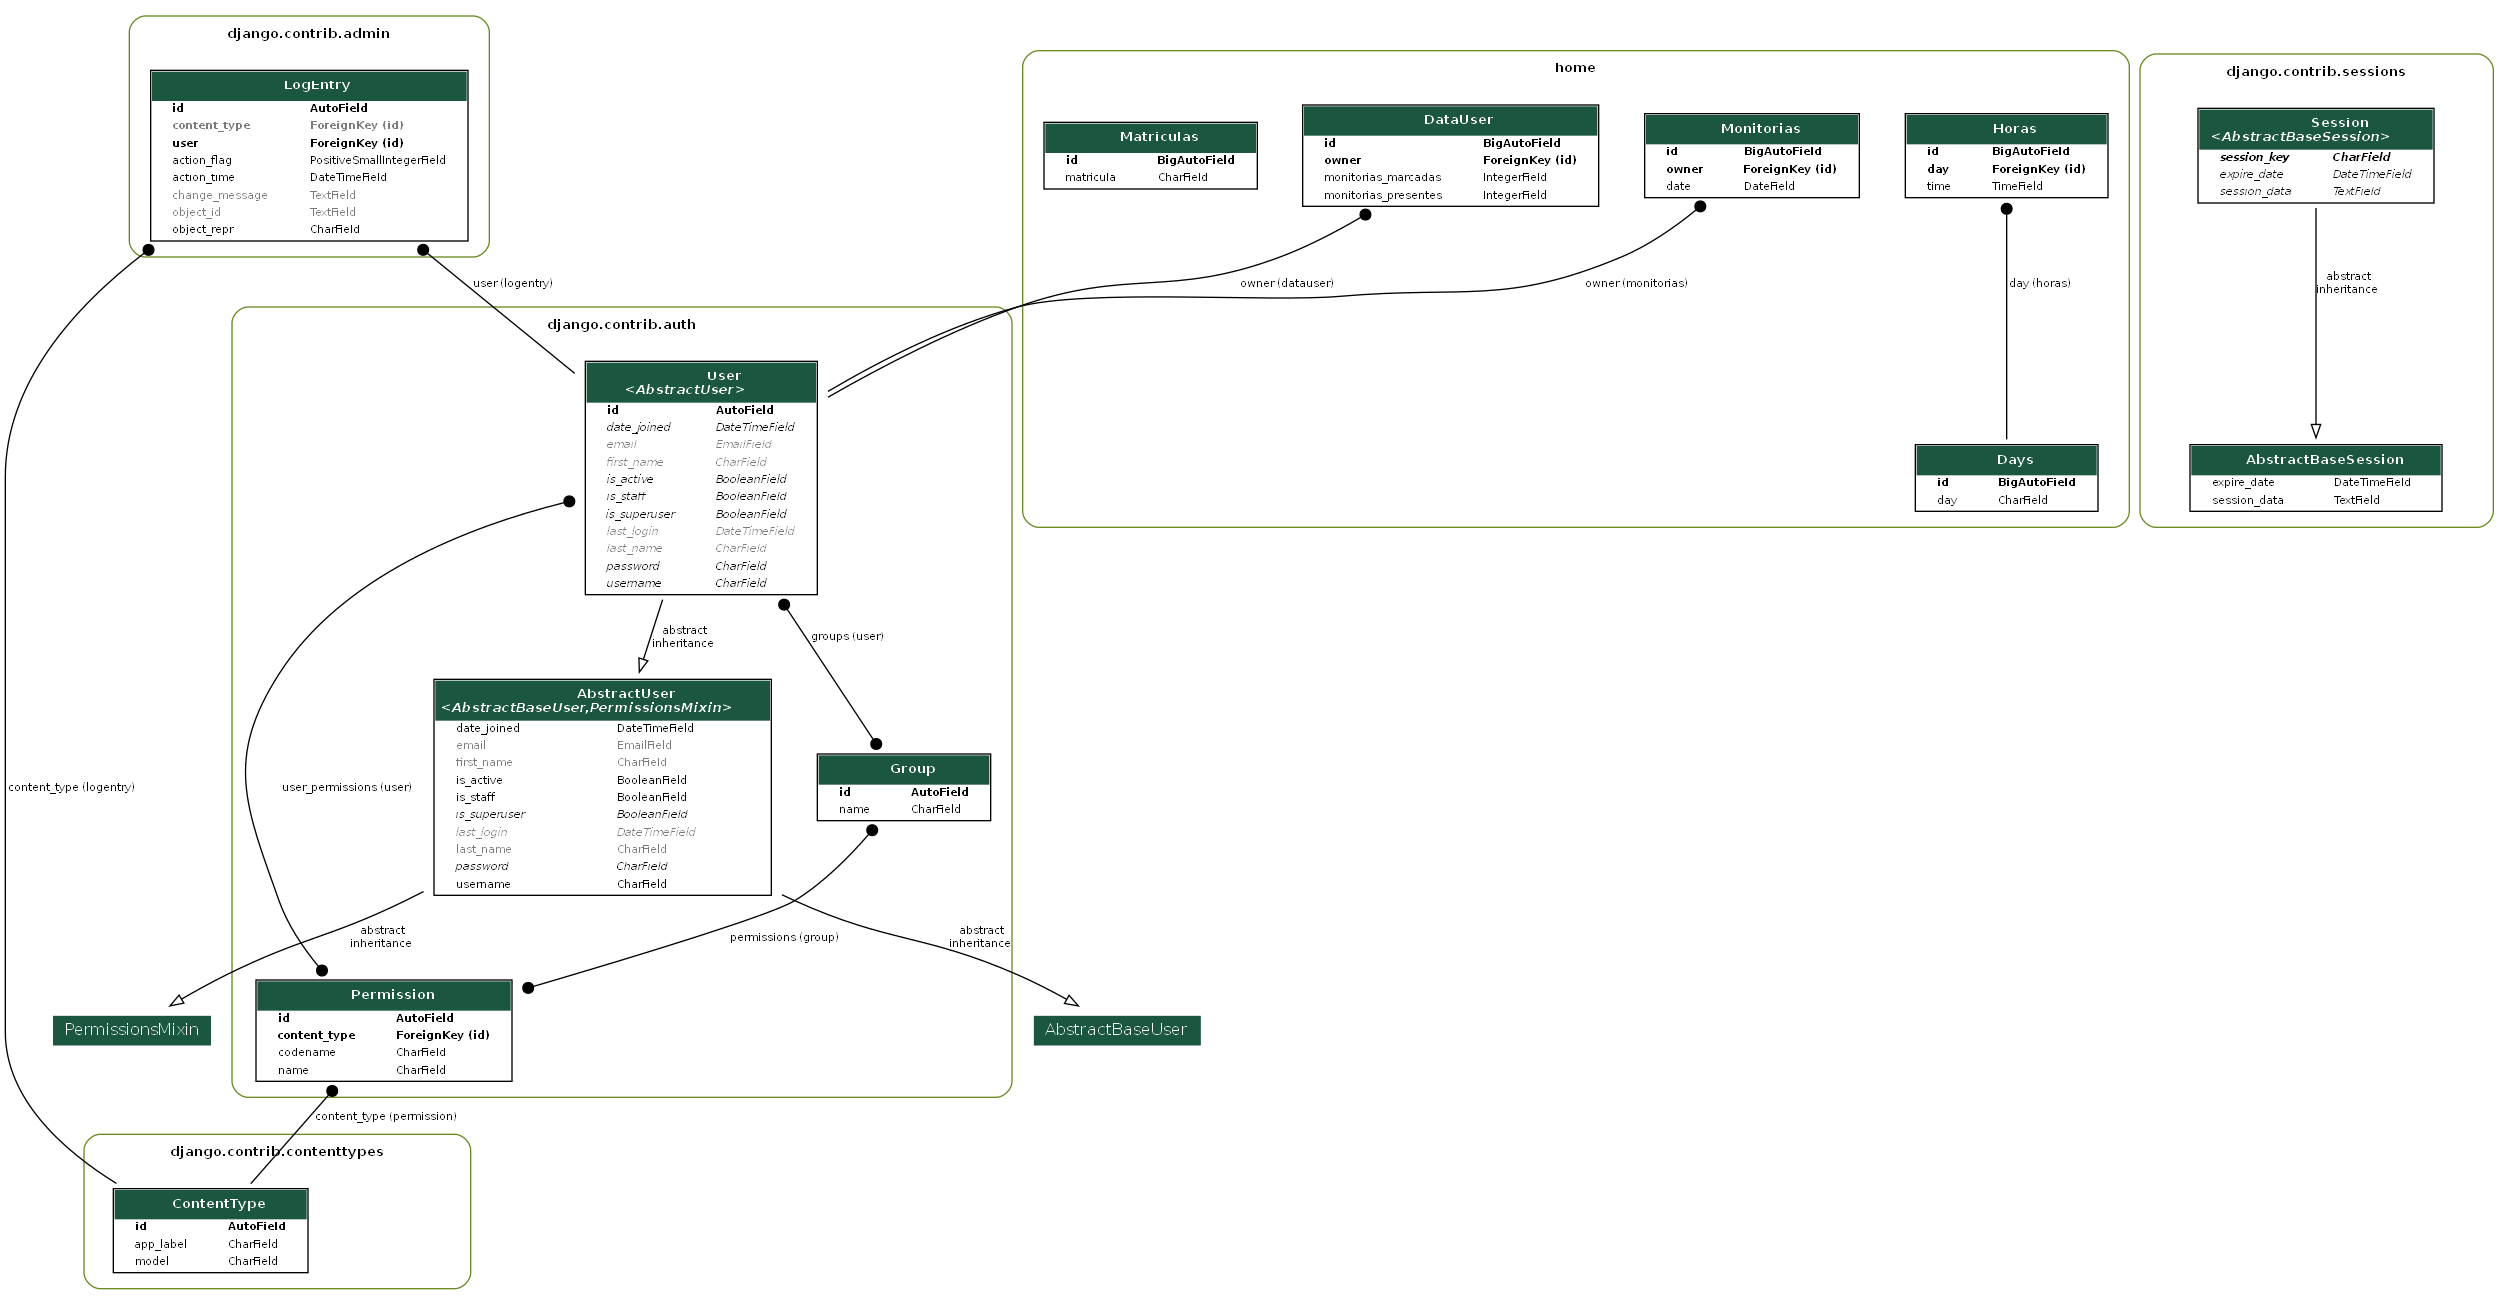 django.contrib.admin
LogEntry
id AutoField
content_type ForeignKey (id)
user ForeignKey (id)
action_flag PositiveSmallIntegerField
action_time DateTimeField
change_message TextField
object_id TextField
object_repr CharField
home
Matriculas
id BigAutoField
matricula CharField
DataUser
id BigAutoField
owner ForeignKey (id)
monitorias_marcadas IntegerField
monitorias_presentes IntegerField
Monitorias
id BigAutoField
owner ForeignKey (id)
date DateField
Horas
id BigAutoField
day ForeignKey (id)
time TimeField
django.contrib.sessions
Session
<AbstractBaseSession>
session_key CharField
expire_date DateTimeField
session_data TextField
user (logentry)
owner (datauser)
owner (monitorias)
day (horas)
abstract
inheritance
Days
id BigAutoField
day CharField
AbstractBaseSession
expire_date DateTimeField
session_data TextField
django.contrib.auth
User
<AbstractUser>
id AutoField
date_joined DateTimeField
email EmailField
first_name CharField
is_active BooleanField
is_staff BooleanField
is_superuser BooleanField
last_login DateTimeField
last_name CharField
password CharField
username CharField
abstract
inheritance
groups (user)
AbstractUser
<AbstractBaseUser,PermissionsMixin>
date_joined DateTimeField
email EmailField
first_name CharField
is_active BooleanField
is_staff BooleanField
is_superuser BooleanField
last_login DateTimeField
last_name CharField
password CharField
username CharField
Group
id AutoField
name CharField
content_type (logentry)
user_permissions (user)
abstract
inheritance
permissions (group)
abstract
inheritance
PermissionsMixin
Permission
id AutoField
content_type ForeignKey (id)
codename CharField
name CharField
AbstractBaseUser
content_type (permission)
django.contrib.contenttypes
ContentType
id AutoField
app_label CharField
model CharField